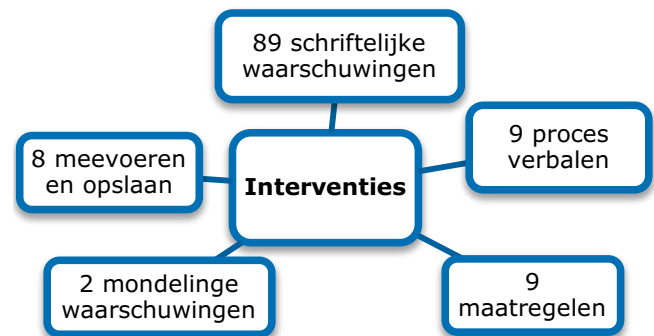 89 schriftelijke
waarschuwingen
9 proces
verbalen
8 meevoeren
en opslaan
Interventies
2 mondelinge
waarschuwingen
9
maatregelen